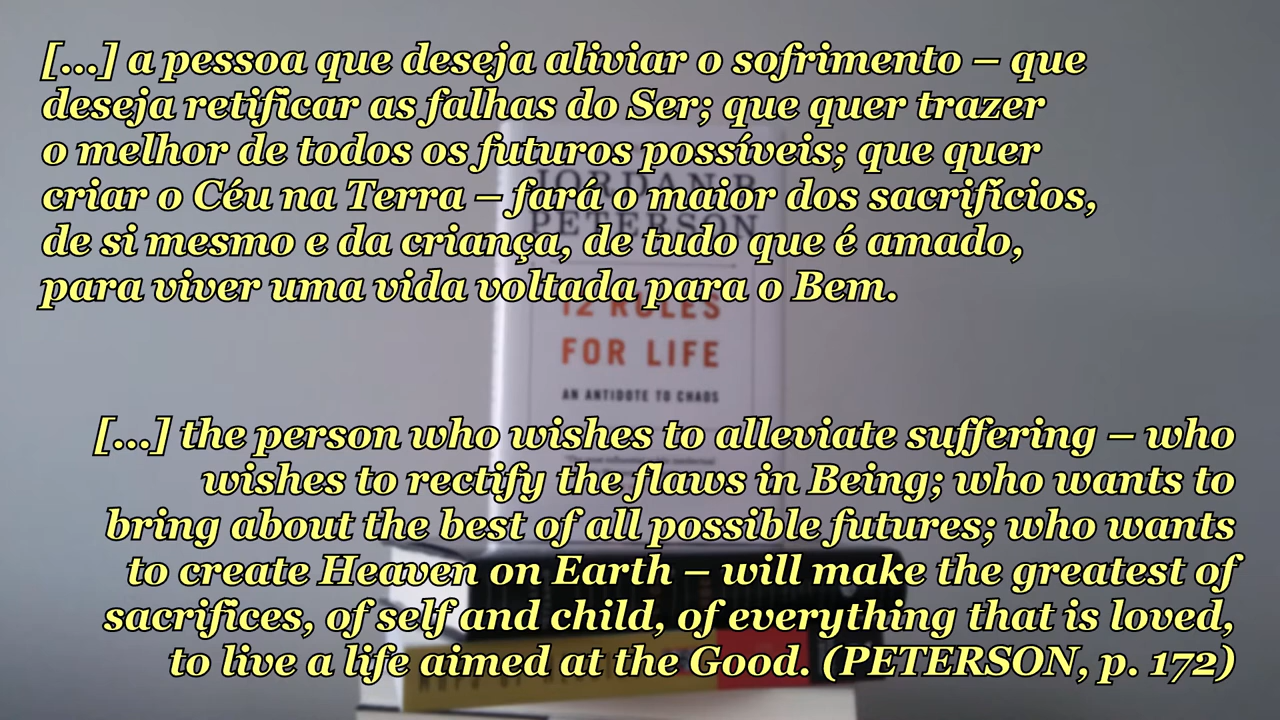 [...] a pessoa que deseja aliviar o sofrimento – que
deseja retificar as falhas do Ser; que quer trazer
o melhor de todos os futuros possíveis; que quer
criar o Céu na Terra – fará o maior dos sacrifícios,
de si mesmo e da criança, de tudo que é amado,
para viver uma vida voltada para o Bem.
JORDAN B.
PETERSON
12 RULES
FOR LIFE
AN ANTIDOTE TO CHAOS
[...] the person who wishes to alleviate suffering – who
wishes to rectify the flaws in Being; who wants to
bring about the best of all possible futures; who wants
to create Heaven on Earth – will make the greatest of
sacrifices, of self and child, of everything that is loved,
to live a life aimed at the Good. (PETERSON, p. 172)